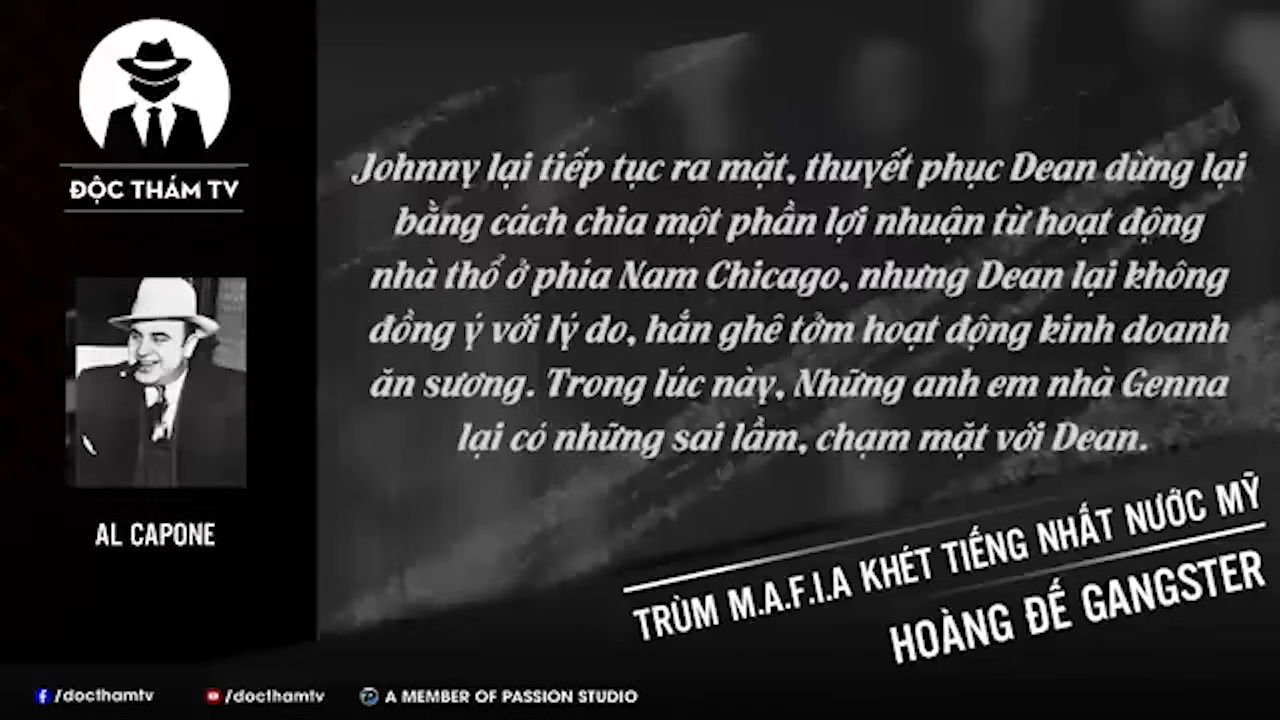 ĐỘC THÁM TV
AL CAPONE
Johnny lại tiếp tục ra mặt, thuyết phục Dean dừng lại
bằng cách chia một phần lợi nhuận từ hoạt động
nhà thổ ở phía Nam Chicago, nhưng Dean lại không
đồng ý với lý do, hắn ghê tởm hoạt động kinh doanh
ăn sương. Trong lúc này, Những anh em nhà Genna
lại có những sai lầm, chạm mặt với Dean.
TRÙM M.A.F.I.A KHÉT TIẾNG NHẤT NƯỚC MỸ
HOÀNG ĐẾ GANGSTER
/docthamtv
/docthamtv
A MEMBER OF PASSION STUDIO